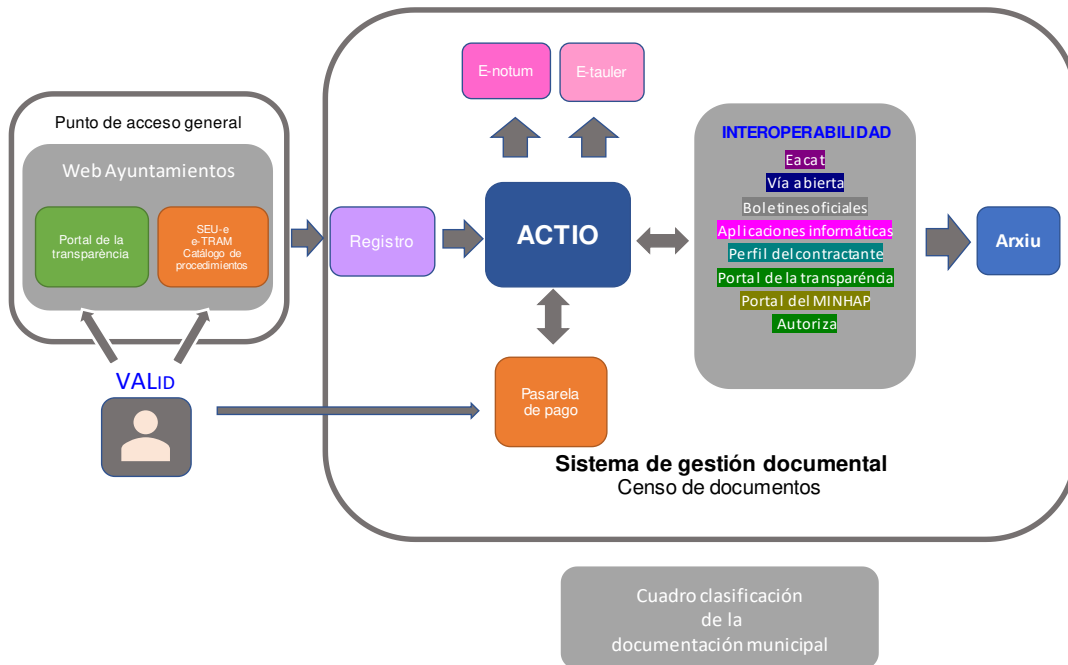 E-notum
E-tauler
Punto de acceso general
Web Ayuntamientos
Portal de la
transparència
SEU-e
e-TRAM
Catálogo de
procedimientos
Registro
ACTIO
INTEROPERABILIDAD
Eacat
Vía abierta
Boletines oficiales
Aplicaciones informáticas
Perfil del contractante
Portal de la transparéncia
Portal del MINHAP
Autoriza
Arxiu
VALID
Pasarela
de pago
Sistema de gestión documental
Censo de documentos
Cuadro clasificación
de la
documentación municipal